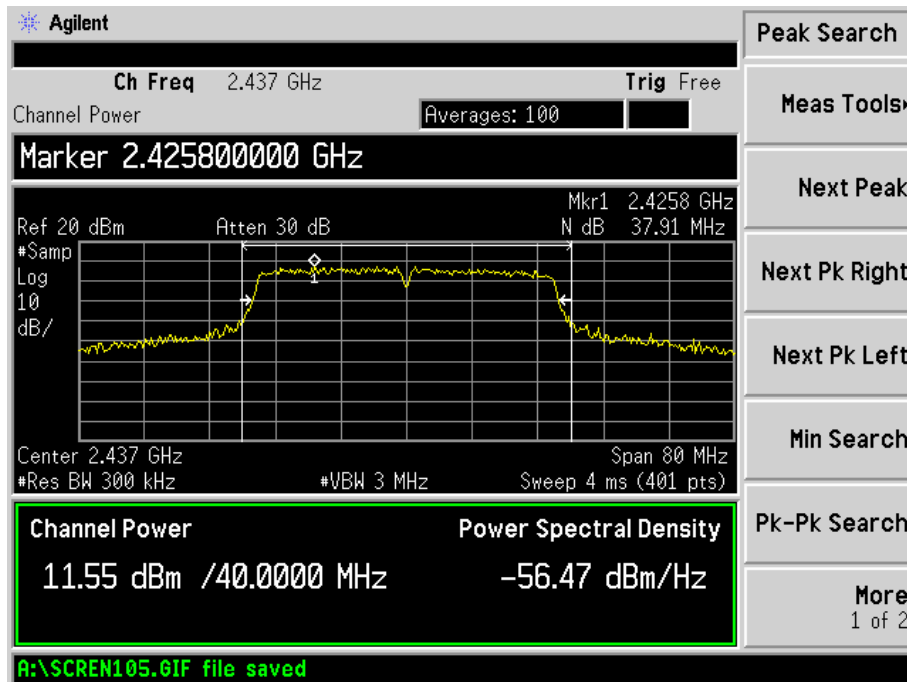 Agilent
Ch Freq 2.437 GHz Trig Free
Channel Power Averages: 100
Marker 2.425800000 GHz
Mkr1 2.4258 GHz
Ref 20 dBm Atten 30 dB N dB 37.91 MHz
#Samp
Log
10
dB/
1
Center 2.437 GHz Span 80 MHz
#Res BW 300 kHz #VBW 3 MHz Sweep 4 ms (401 pts)
Channel Power Power Spectral Density
11.55 dBm /40.0000 MHz -56.47 dBm/Hz
A:\SCREN105.GIF file saved
Peak Search
Meas Tools
Next Peak
Next Pk Right
Next Pk Left
Min Search
Pk-Pk Search
More
1 of 2